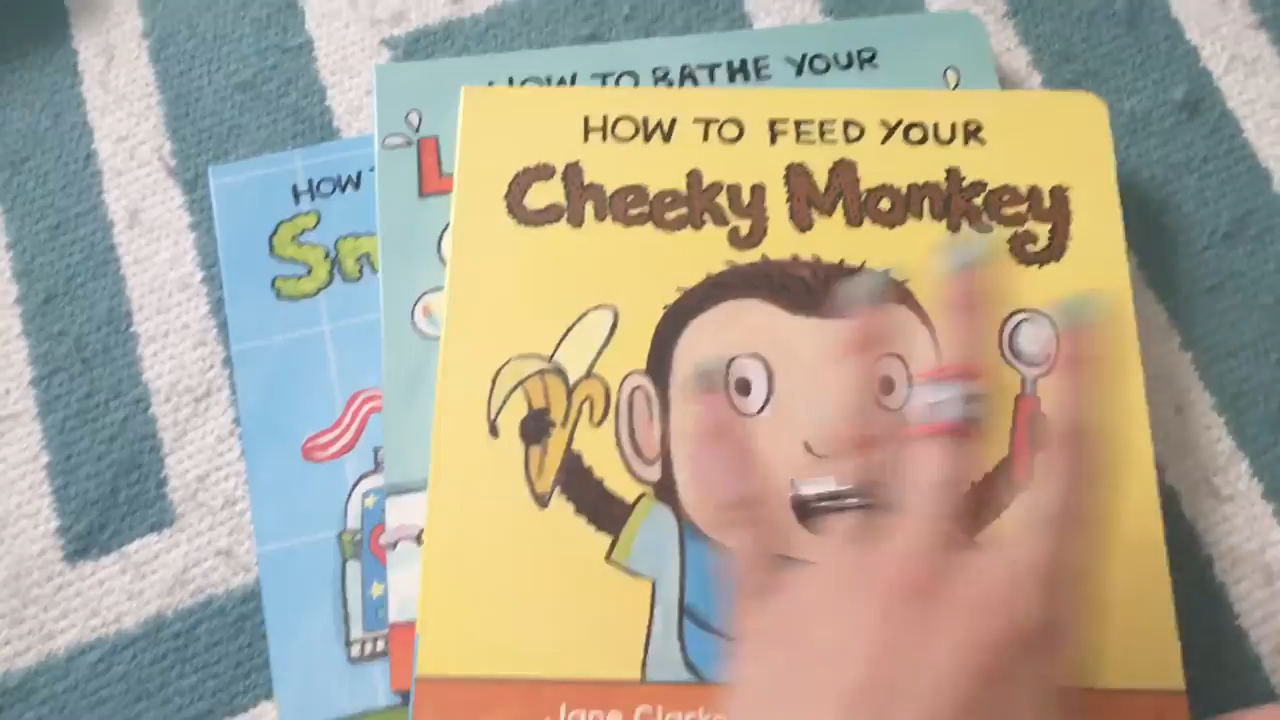 HOW TO BATHE YOUR
L
HOW TO FEED YOUR
Cheeky Monkey
HOW
Sn
Jane Clarke